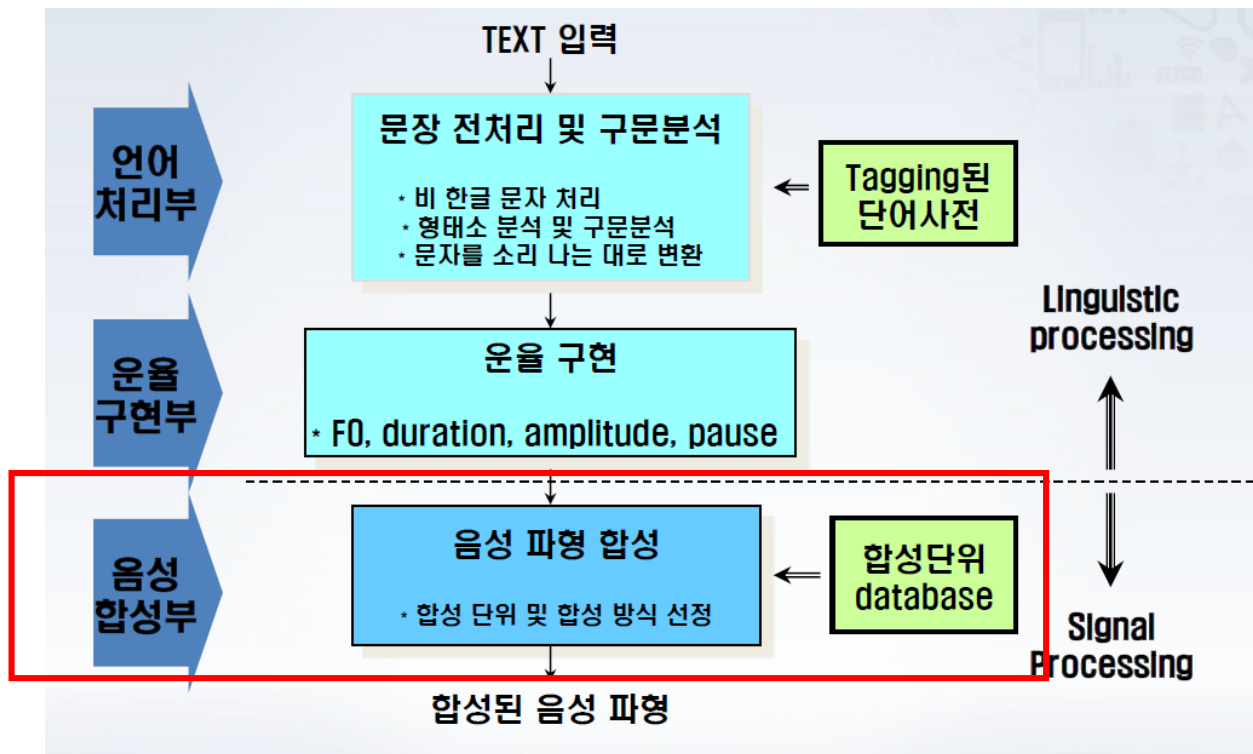 TEXT 입력
언어
처리부
문장 전처리 및 구문분석
* 비 한글 문자 처리
* 형태소 분석 및 구문분석
* 문자를 소리 나는 대로 변환
Tagging된
단어사전
Linguistic
processing
운율
구현부
운율 구현
* F0, duration, amplitude, pause
음성
합성부
음성 파형 합성
* 합성 단위 및 합성 방식 선정
합성단위
database
Signal
Processing
합성된 음성 파형